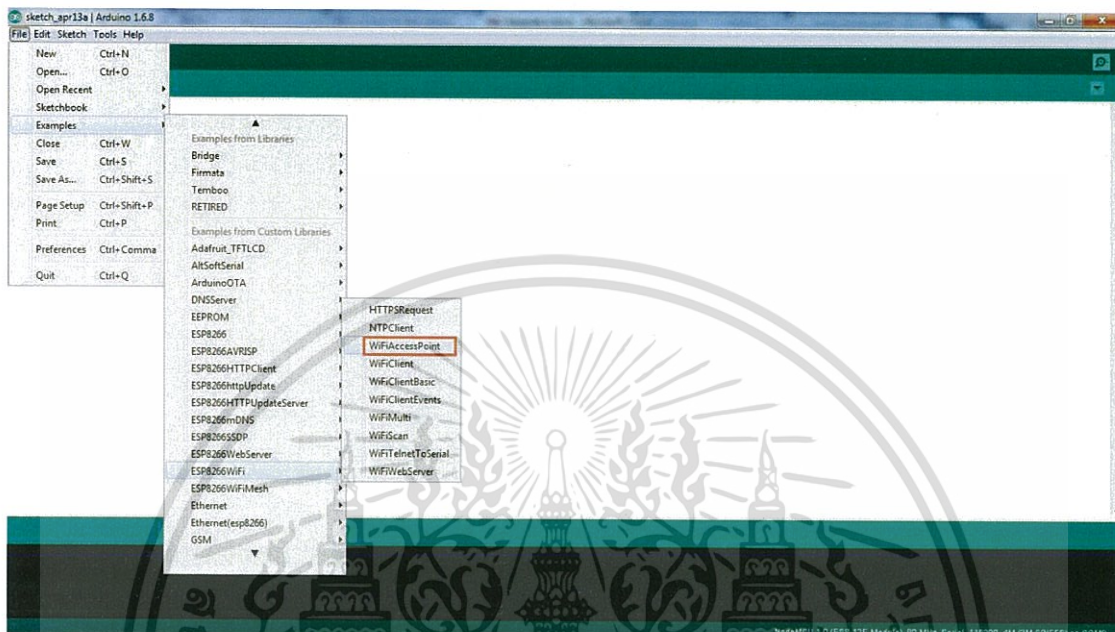 sketch_apr13a | Arduino 1.6.8
File Edit Sketch Tools Help
New Ctrl+N
Open... Ctrl+O
Open Recent
Sketchbook
Examples
Close Ctrl+W
Save Ctrl+S
Save As... Ctrl+Shift+S
Page Setup Ctrl+Shift+P
Print Ctrl+P
Preferences Ctrl+Comma
Quit Ctrl+Q
Examples from Libraries
Bridge
Firmata
Temboo
RETIRED
Examples from Custom Libraries
Adafruit_TFTLCD
AltSoftSerial
ArduinoOTA
DNSServer
EEPROM
ESP8266
ESP8266AVRISP
ESP8266HTTPClient
ESP8266httpUpdate
ESP8266HTTPUpdateServer
ESP8266mDNS
ESP8266SSDP
ESP8266WebServer
ESP8266WiFi
ESP8266WiFiMesh
Ethernet
Ethernet(esp8266)
GSM
HTTPSRequest
NTPClient
WiFiAccessPoint
WiFiClient
WiFiClientBasic
WiFiClientEvents
WiFiMulti
WiFiScan
WiFiTelnetToSerial
WiFiWebServer